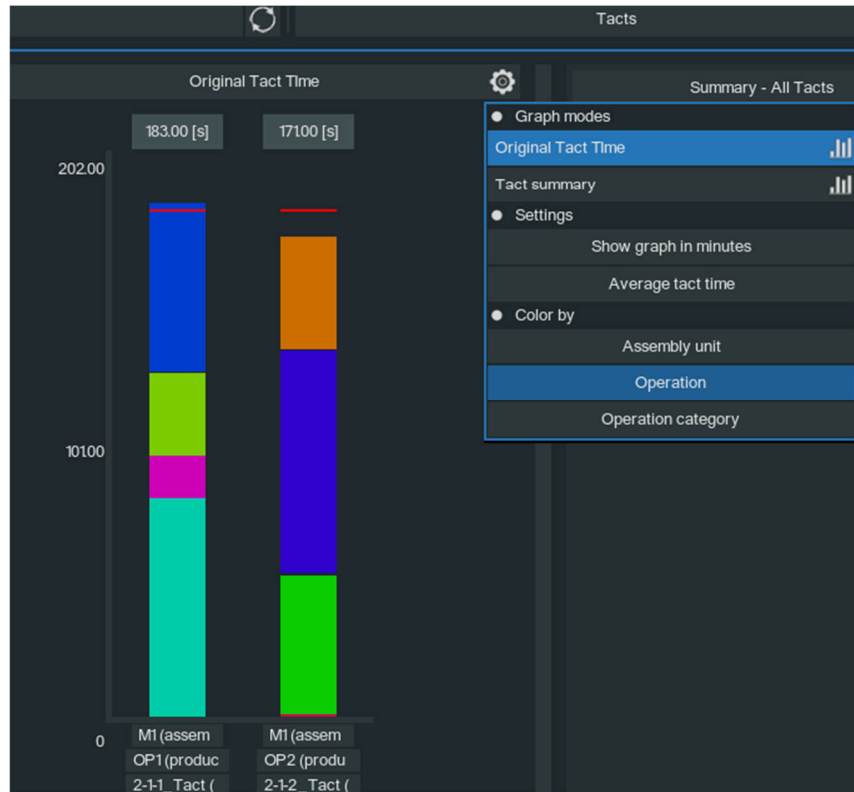 Tacts
Original Tact TIme
Summary - All Tacts
183.00 [s]
171.00 [s]
Graph modes
Original Tact TIme
Tact summary
Settings
Show graph in minutes
Average tact time
Color by
Assembly unit
Operation
Operation category
202.00
101.00
0
M1 (assem
M1 (assem
OP1 (produc
OP2 (produ
2-1-1_Tact (
2-1-2_Tact (